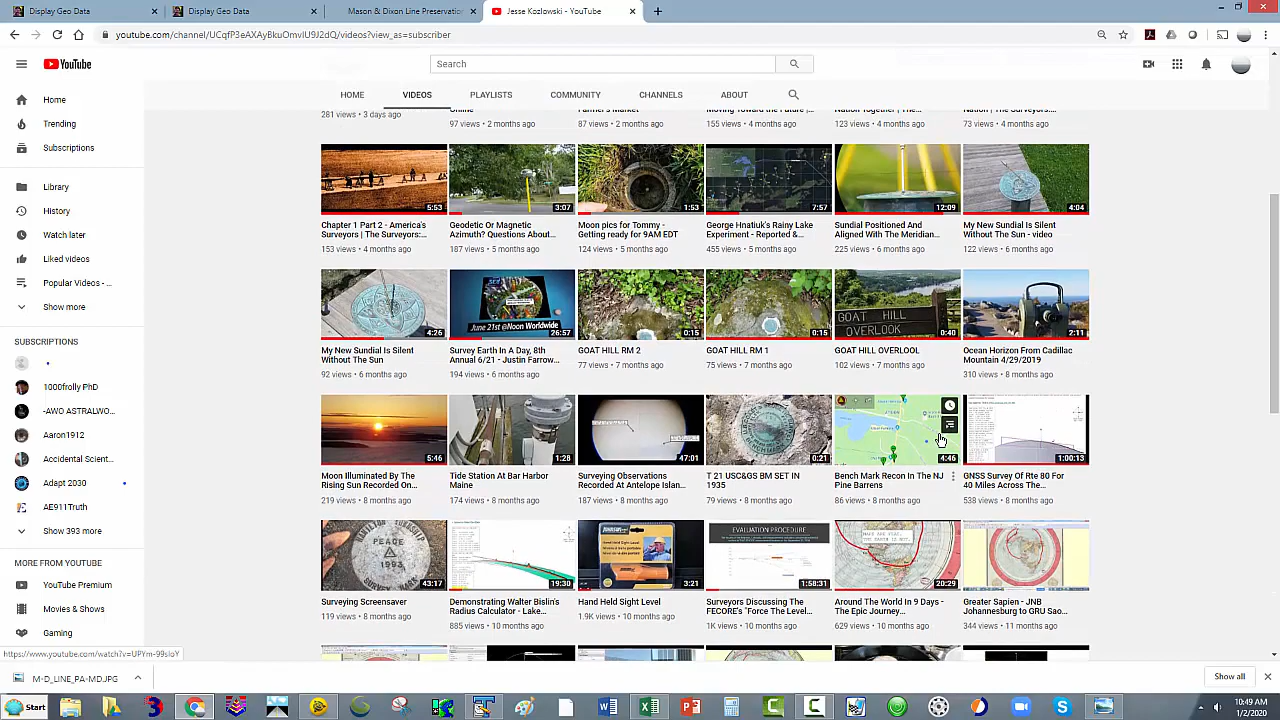 Display Geo Data
Display Geo Data
Mason & Dixon Line Preservation
Jesse Kozlowski - YouTube
youtube.com/channel/UCqfP3eAXAyBkuOmvIU9J2dQ/videos?view_as=subscriber
YouTube
Search
HOME
VIDEOS
PLAYLISTS
COMMUNITY
CHANNELS
ABOUT
Home
Trending
Subscriptions
Library
History
Watch later
Liked videos
Popular Videos - ...
Show more
SUBSCRIPTIONS
1000frolly PhD
Accidental Scien...
Adapt 2030
AE911Truth
Show 393 more
MORE FROM YOUTUBE
YouTube Premium
Movies & Shows
Gaming
281 views • 3 days ago
97 views • 2 months ago
87 views • 2 months ago
155 views • 4 months ago
123 views • 4 months ago
73 views • 4 months ago
5:53
3:07
1:53
7:57
12:09
4:04
Chapter 1 Part 2 - America's
Surveyors | The Surveyors:...
153 views • 4 months ago
Geodetic Or Magnetic
Azimuth? Questions About...
187 views • 5 months ago
Moon pics for Tommy -
Getting ready for 9AM EDT
124 views • 5 months ago
George Hnatiuk's Rainy Lake
Experiment - Reported &...
455 views • 5 months ago
Sundial Positioned And
Aligned With The Meridian...
225 views • 6 months ago
My New Sundial Is Silent
Without The Sun - video
122 views • 6 months ago
4:26
June 21st@Noon Worldwide
26:57
0:15
0:15
GOAT HILL
OVERLOOK
0:40
2:11
My New Sundial Is Silent
Without The Sun
92 views • 6 months ago
Survey Earth In A Day, 8th
Annual 6/21 - Justin Farrow...
194 views • 6 months ago
GOAT HILL RM 2
77 views • 7 months ago
GOAT HILL RM 1
75 views • 7 months ago
GOAT HILL OVERLOOK
102 views • 7 months ago
Ocean Horizon From Cadillac
Mountain 4/29/2019
310 views • 8 months ago
5:46
1:28
47:01
0:21
4:46
1:00:13
Moon Illuminated By The
Rising Sun Recorded On...
219 views • 8 months ago
Tide Station At Bar Harbor
Maine
174 views • 8 months ago
Surveying Observations
Recorded At Antelope Islan...
187 views • 8 months ago
T 21 USC&GS BM SET IN
1935
79 views • 8 months ago
Bench Mark Recon In The NJ
Pine Barrens
86 views • 8 months ago
GNSS Survey Of Rte 80 For
40 Miles Across The...
538 views • 8 months ago
PEACE
1993
43:17
19:30
3:21
EVALUATION PROCEDURE
1:58:31
20:29
Surveying Screensaver
119 views • 8 months ago
Demonstrating Walter Bislin's
Radius Calculator - Lake...
885 views • 10 months ago
Hand Held Sight Level
1.9K views • 10 months ago
Surveyors Discussing The
FECORE's "Force The Level...
1K views • 10 months ago
Around The World In 9 Days -
The Epic Journey...
629 views • 10 months ago
Greater Sapien - JNB
Johannesburg to GRU Sao...
344 views • 11 months ago
https://www.youtube.com/watch?v=UPYm-99sIoY
M-D_LINE_PA-MD.JPG
Show all
Start
10:49 AM
1/2/2020